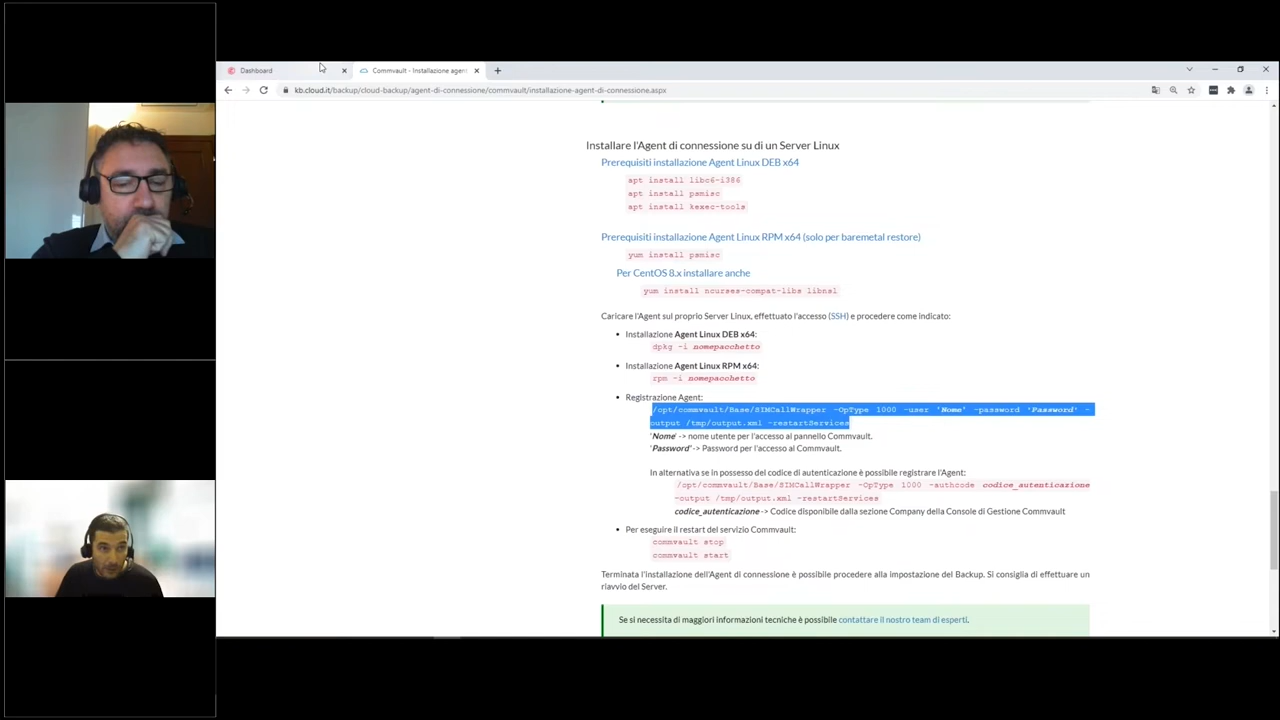 Dashboard
Commvault - Installazione agen
kb.cloud.it/backup/cloud-backup/agent-di-connessione/commvault/installazione-agent-di-connessione.aspx
Installare l'Agent di connessione su di un Server Linux
Prerequisiti installazione Agent Linux DEB x64
apt install libc6-i386
apt install psmisc
apt install kexec-tools
Prerequisiti installazione Agent Linux RPM x64 (solo per baremetal restore)
yum install psmisc
Per CentOS 8.x installare anche
yum install ncurses-compat-libs libnsl
Caricare l'Agent sul proprio Server Linux, effettuato l'accesso (SSH) e procedere come indicato:
• Installazione Agent Linux DEB x64:
dpkg -i nomepacchetto
• Installazione Agent Linux RPM x64:
rpm -i nomepacchetto
• Registrazione Agent:
/opt/commvault/Base/SIMCallWrapper -OpType 1000 -user 'Nome' -password 'Password' -
output /tmp/output.xml -restartServices
'Nome' -> nome utente per l'accesso al pannello Commvault.
'Password'-> Password per l'accesso al Commvault.
In alternativa se in possesso del codice di autenticazione è possibile registrare l'Agent:
/opt/commvault/Base/SIMCallWrapper -OpType 1000 -authcode codice_autenticazione
-output /tmp/output.xml -restartServices
codice_autenticazione -> Codice disponibile dalla sezione Company della Console di Gestione Commvault
• Per eseguire il restart del servizio Commvault:
commvault stop
commvault start
Terminata l'installazione dell'Agent di connessione è possibile procedere alla impostazione del Backup. Si consiglia di effettuare un
riavvio del Server.
Se si necessita di maggiori informazioni tecniche è possibile contattare il nostro team di esperti.